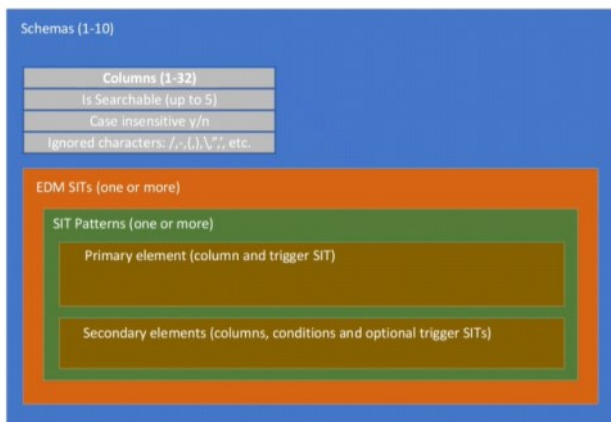 Schemas (1-10)
Columns (1-32)
Is Searchable (up to 5)
Case insensitive y/n
Ignored characters: /,-,(,),\,",', etc.
EDM SITs (one or more)
SIT Patterns (one or more)
Primary element (column and trigger SIT)
Secondary elements (columns, conditions and optional trigger SITs)